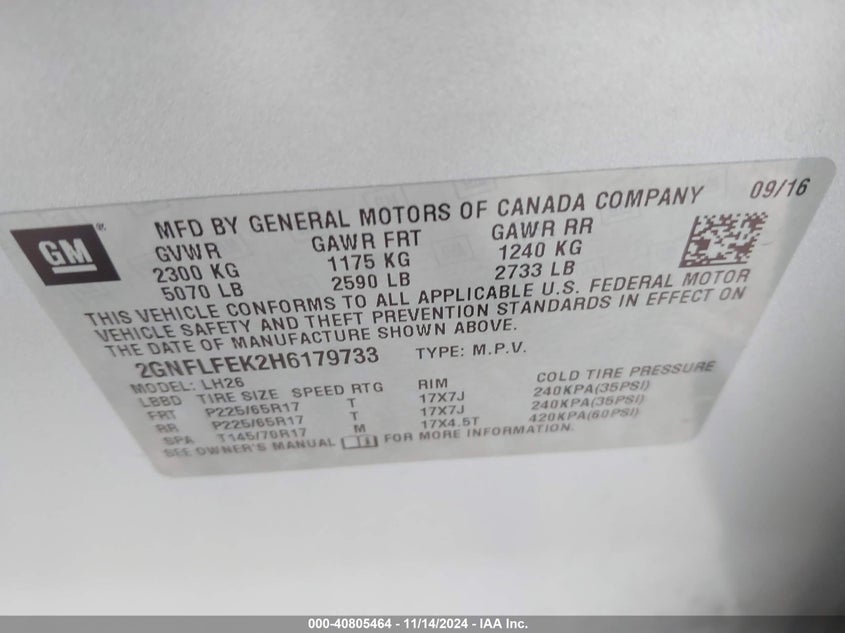 GM ®
MFD BY GENERAL MOTORS OF CANADA COMPANY 09/16
GVWR GAWR FRT GAWR RR
2300 KG 1175 KG 1240 KG
5070 LB 2590 LB 2733 LB
THIS VEHICLE CONFORMS TO ALL APPLICABLE U.S. FEDERAL MOTOR
VEHICLE SAFETY AND THEFT PREVENTION STANDARDS IN EFFECT ON
THE DATE OF MANUFACTURE SHOWN ABOVE.
2GNFLFEK2H6179733 TYPE: M.P.V.
MODEL: LH26
LBBD TIRE SIZE SPEED RTG RIM COLD TIRE PRESSURE
FRT P225/65R17 T 17X7J 240KPA(35PSI)
RR P225/65R17 T 17X7J 240KPA(35PSI)
SPA T145/70R17 M 17X4.5T 420KPA(60PSI)
SEE OWNER'S MANUAL FOR MORE INFORMATION.
000-40805464 - 11/14/2024 - IAA Inc.